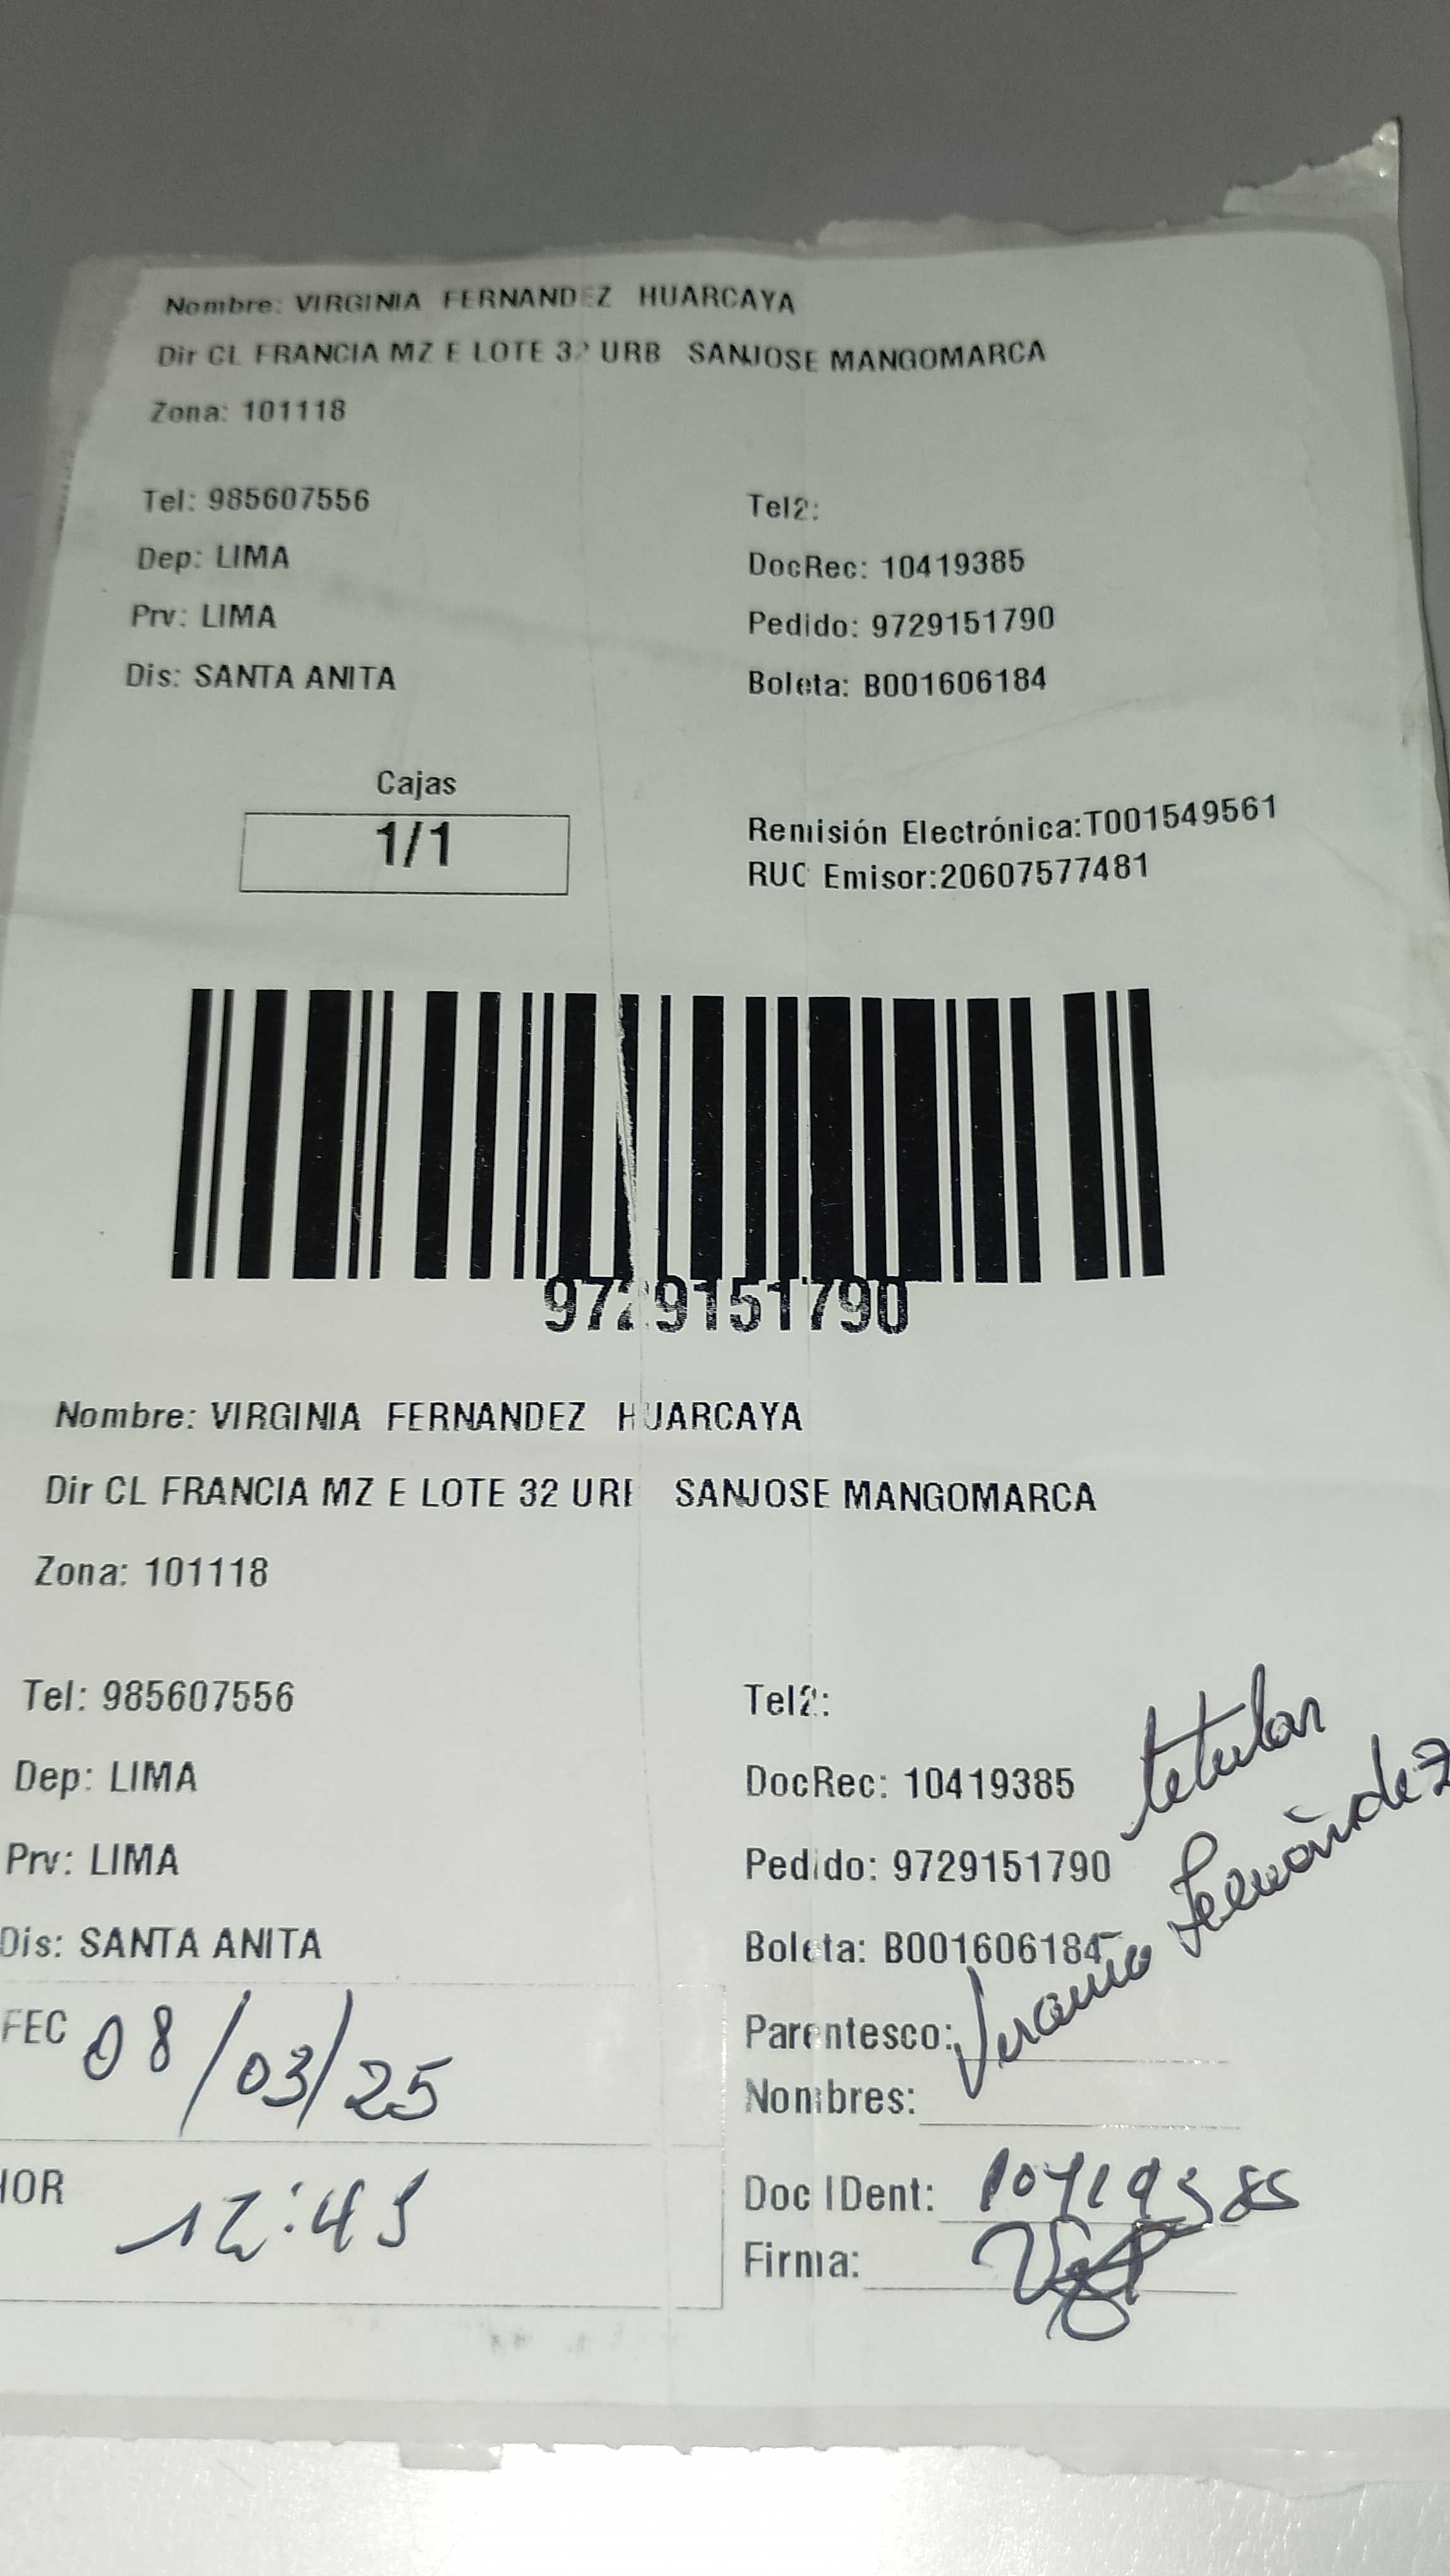 Nombre: VIRGINIA FERNANDEZ HUARCAYA
Dir CL FRANCIA MZ E LOTE 32 URB SANJOSE MANGOMARCA
Zona: 101118
Tel: 985607556
Tel2:
Dep: LIMA
DocRec: 10419385
Prv: LIMA
Pedido: 9729151790
Dis: SANTA ANITA
Boleta: B001606184
Cajas
1/1
Remisión Electrónica:T001549561
RUC Emisor:20607577481
9729151790
Nombre: VIRGINIA FERNANDEZ HUARCAYA
Dir CL FRANCIA MZ E LOTE 32 URB SANJOSE MANGOMARCA
Zona: 101118
Tel: 985607556
Tel2:
Dep: LIMA
DocRec: 10419385
titular
Prv: LIMA
Pedido: 9729151790
Dis: SANTA ANITA
Boleta: B001606184
FEC 08/03/25
Parentesco: Fernández
Nombres:
HOR 12:45
Doc IDent: 10419385
Firma: